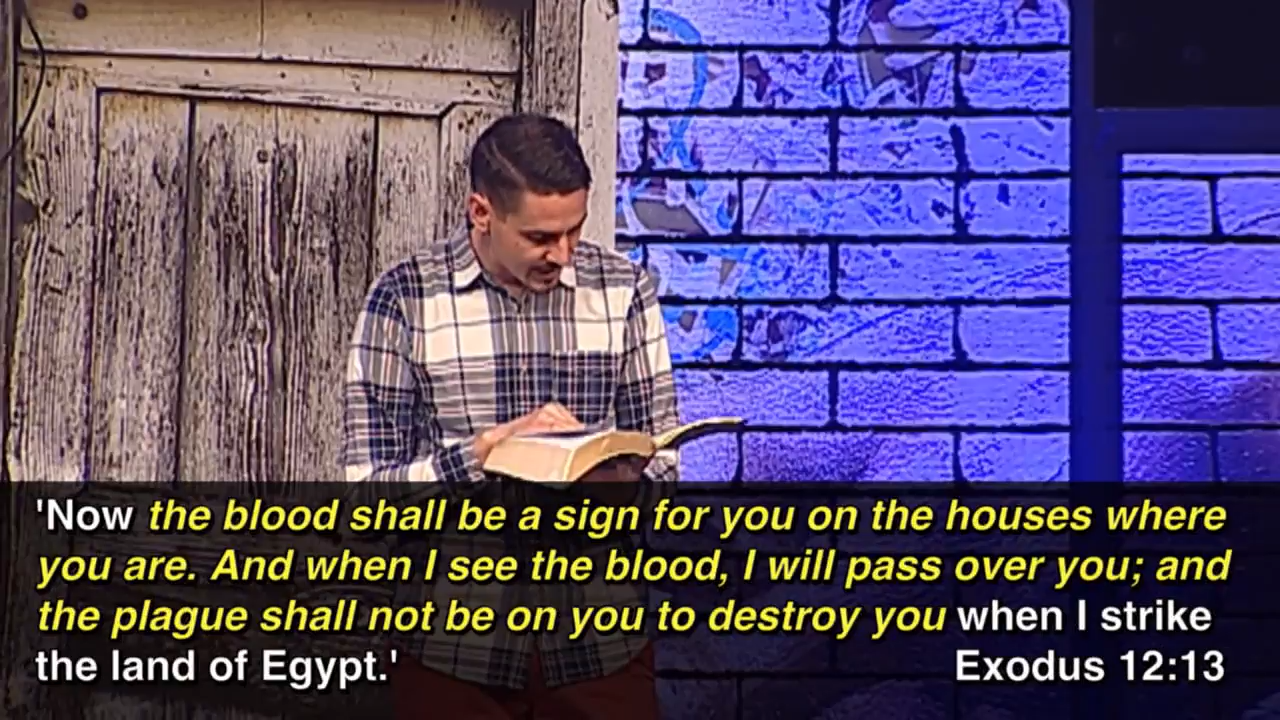 'Now the blood shall be a sign for you on the houses where
you are. And when I see the blood, I will pass over you; and
the plague shall not be on you to destroy you when I strike
the land of Egypt.' Exodus 12:13